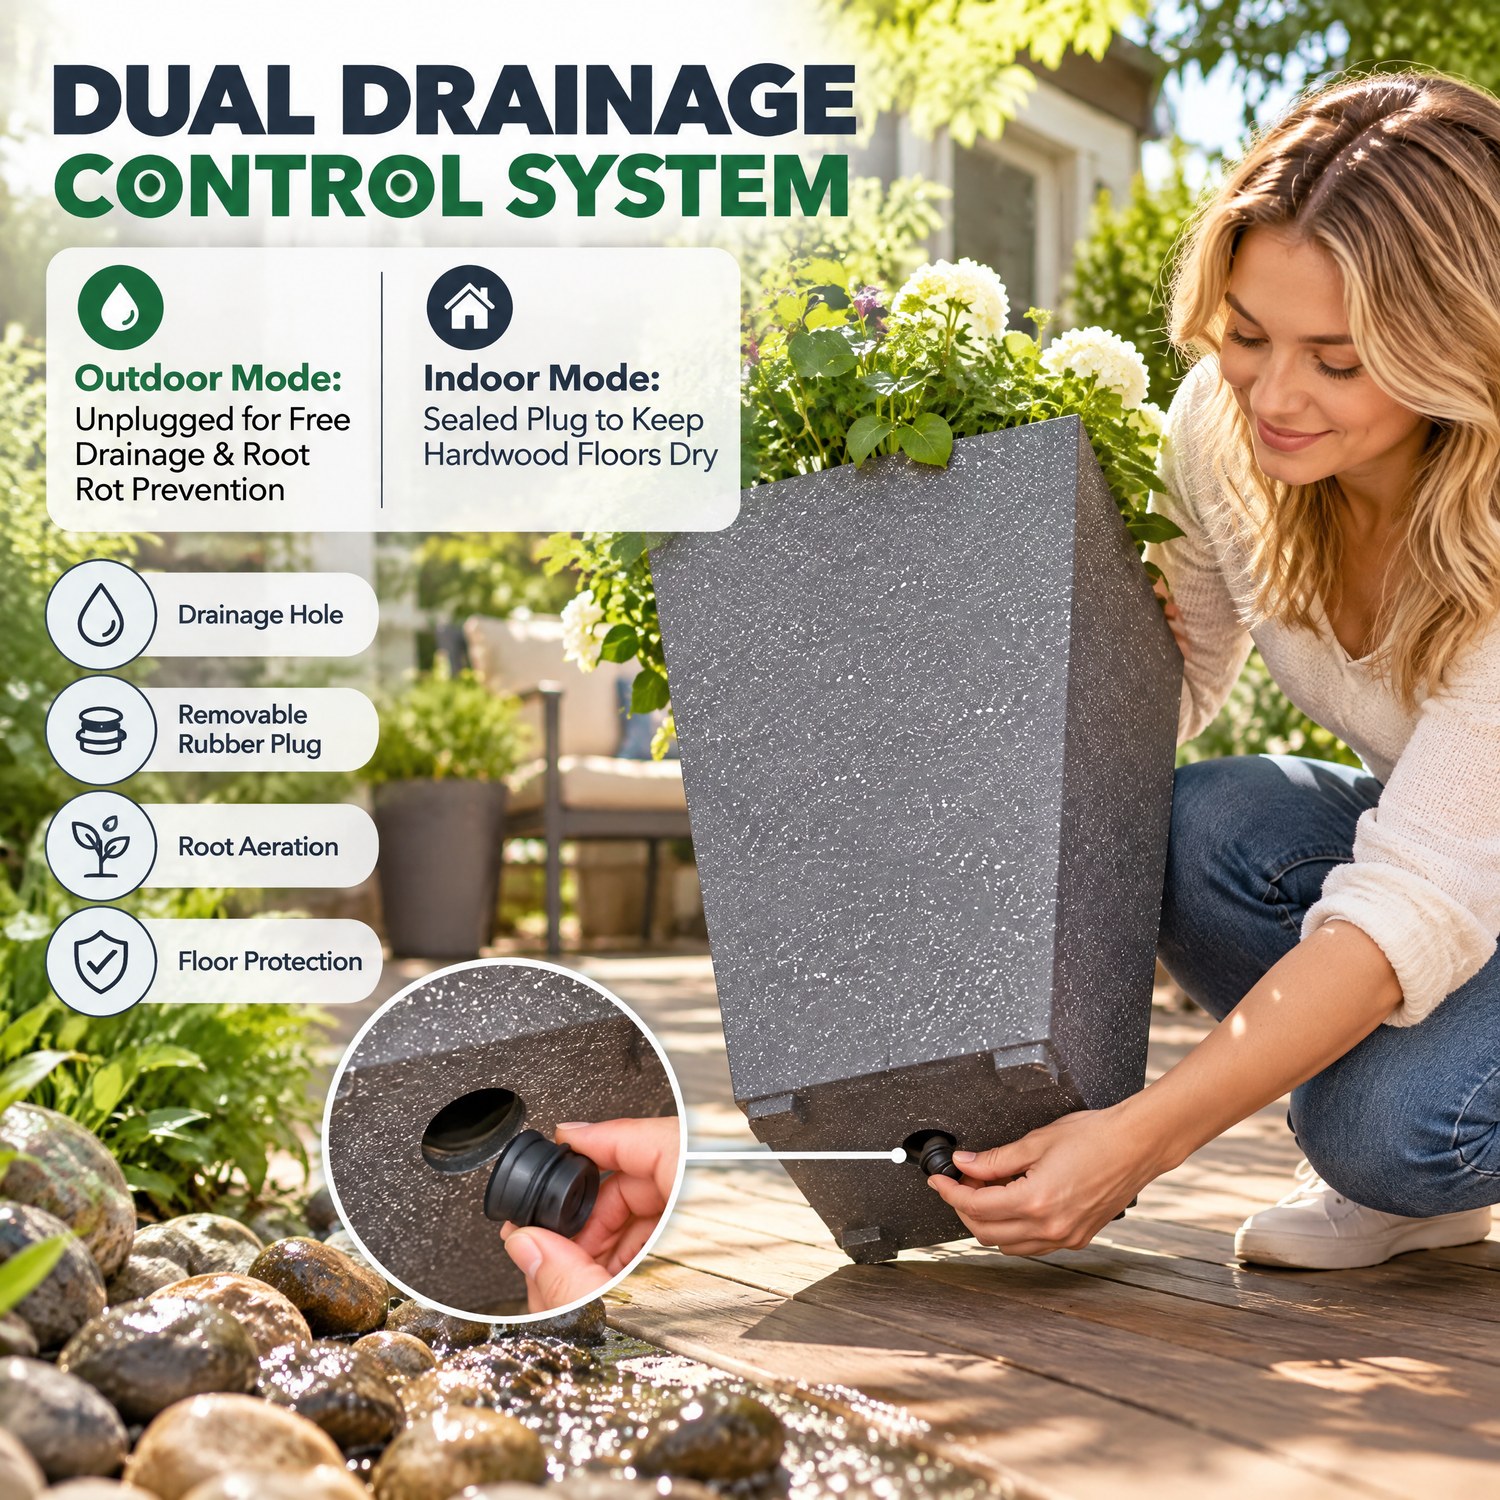 DUAL DRAINAGE
CONTROL SYSTEM
Outdoor Mode:
Unplugged for Free
Drainage & Root
Rot Prevention
Indoor Mode:
Sealed Plug to Keep
Hardwood Floors Dry
Drainage Hole
Removable
Rubber Plug
Root Aeration
Floor Protection